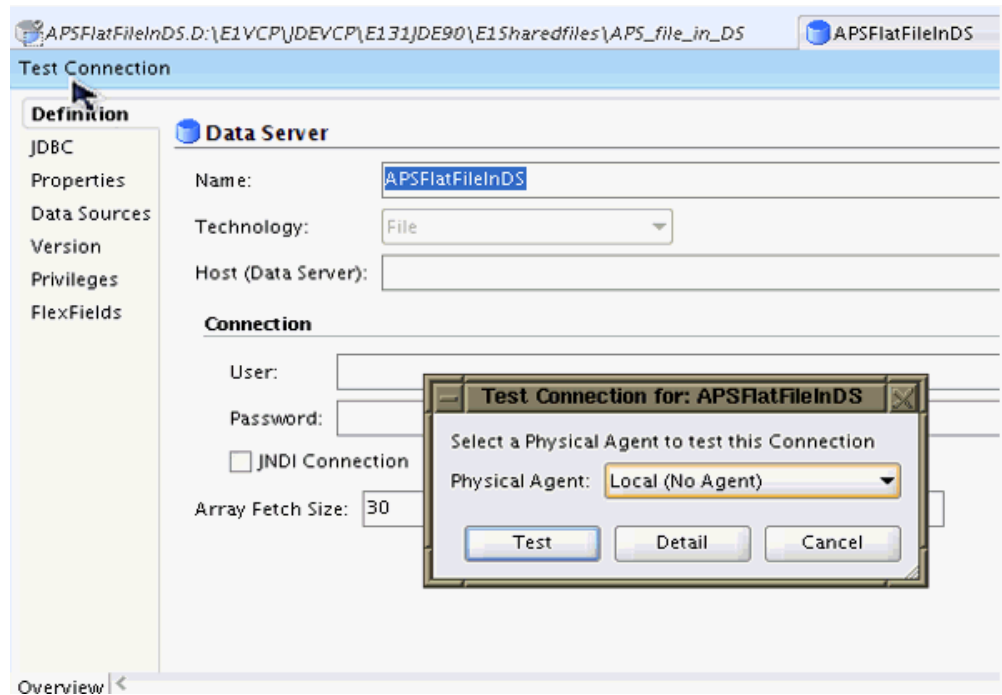 APSFlatFileInDS.D:\E1VCP\JDEVCP\E131JDE90\E1Sharedfiles\APS_file_in_DS
APSFlatFileInDS
Test Connection
Definition
JDBC
Properties
Data Sources
Version
Privileges
FlexFields
Data Server
Name:
APSFlatFileInDS
Technology:
File
Host (Data Server):
Connection
User:
Password:
JNDI Connection
Array Fetch Size:
30
Test Connection for: APSFlatFileInDS
Select a Physical Agent to test this Connection
Physical Agent:
Local (No Agent)
Test
Detail
Cancel
Overview